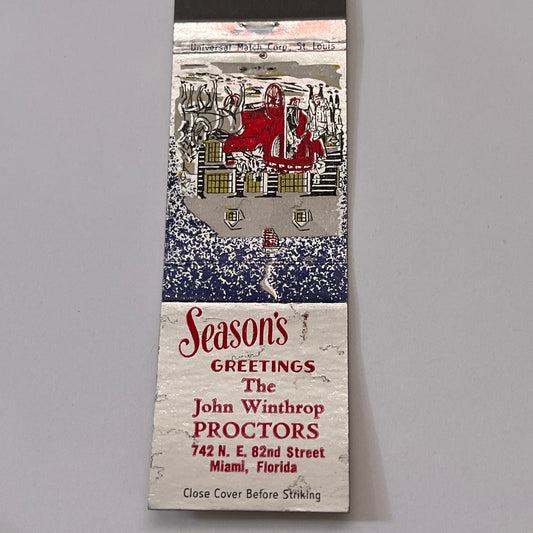 Universal Match Corp., St. Louis
Season's
GREETINGS
The
John Winthrop
PROCTORS
742 N. E. 82nd Street
Miami, Florida
Close Cover Before Striking